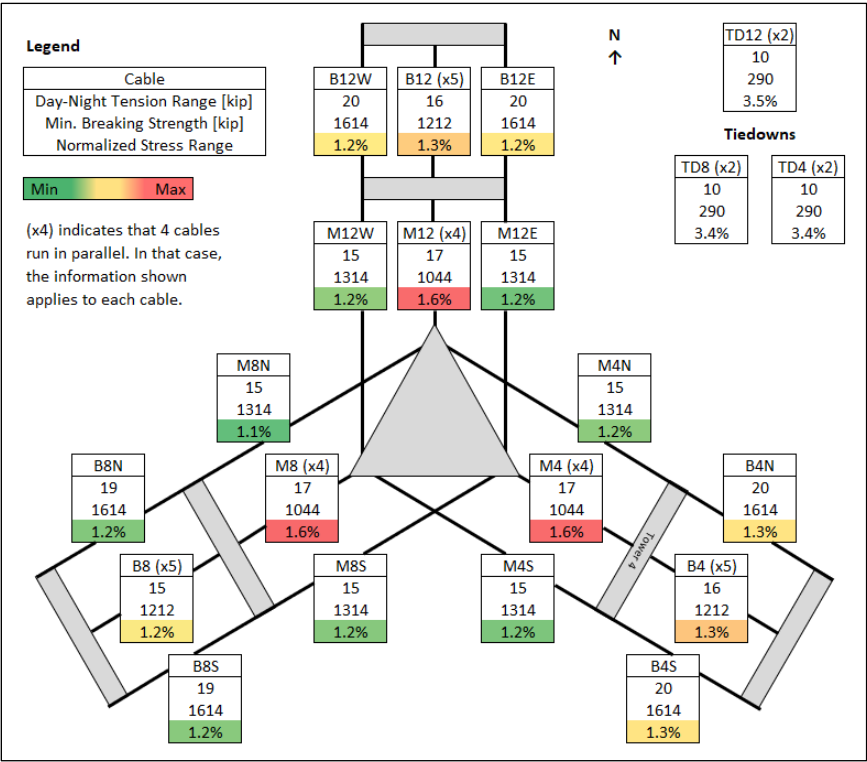 Legend
Cable
Day-Night Tension Range [kip]
Min. Breaking Strength [kip]
Normalized Stress Range
Min Max
(x4) indicates that 4 cables
run in parallel. In that case,
the information shown
applies to each cable.
N
↑
TD12 (x2)
10
290
3.5%
Tiedowns
TD8 (x2)
10
290
3.4%
TD4 (x2)
10
290
3.4%
B12W
20
1614
1.2%
B12 (x5)
16
1212
1.3%
B12E
20
1614
1.2%
M12W
15
1314
1.2%
M12 (x4)
17
1044
1.6%
M12E
15
1314
1.2%
M8N
15
1314
1.1%
M4N
15
1314
1.2%
B8N
19
1614
1.2%
M8 (x4)
17
1044
1.6%
M4 (x4)
17
1044
1.6%
B4N
20
1614
1.3%
Tower 4
B8 (x5)
15
1212
1.2%
M8S
15
1314
1.2%
M4S
15
1314
1.2%
B4 (x5)
16
1212
1.3%
B8S
19
1614
1.2%
B4S
20
1614
1.3%